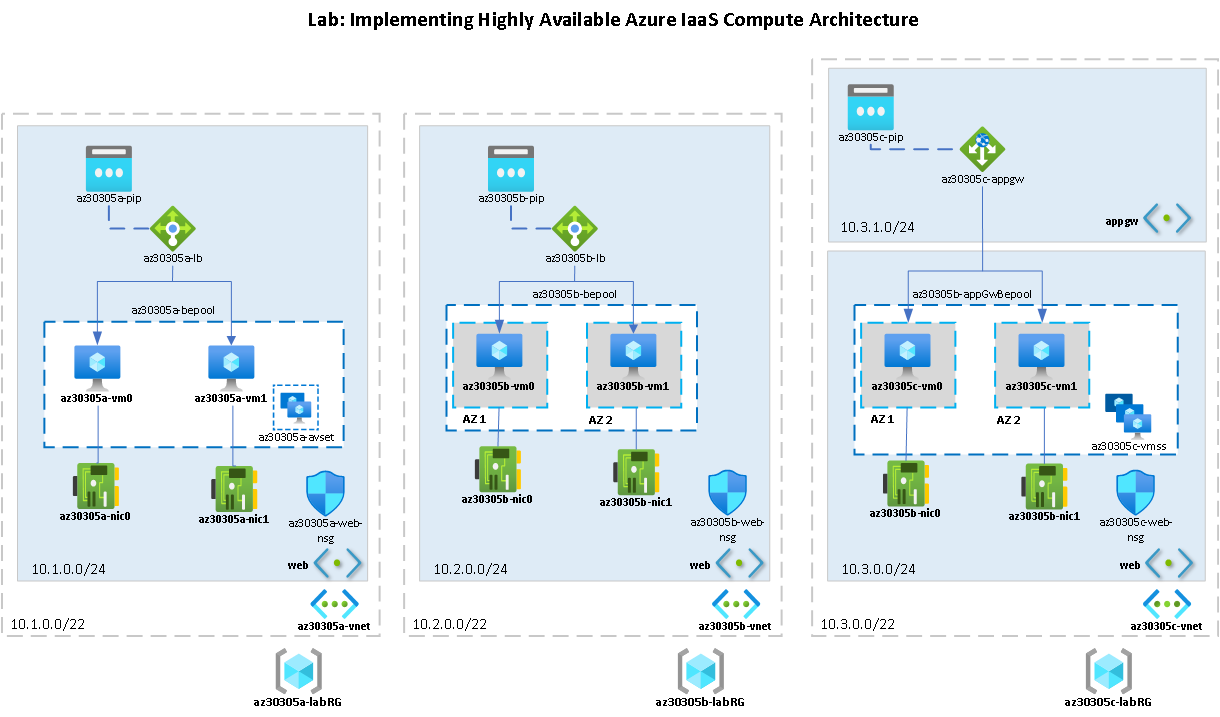 Lab: Implementing Highly Available Azure IaaS Compute Architecture
az30305a-pip
az30305a-lb
az30305a-bepool
az30305a-vm0
az30305a-vm1
az30305a-avset
az30305a-nic0
az30305a-nic1
az30305a-web-
nsg
web
10.1.0.0/24
az30305a-vnet
10.1.0.0/22
az30305a-labRG
az30305b-pip
az30305b-lb
az30305b-bepool
az30305b-vm0
az30305b-vm1
AZ 1
AZ 2
az30305b-nic0
az30305b-nic1
az30305b-web-
nsg
web
10.2.0.0/24
az30305b-vnet
10.2.0.0/22
az30305b-labRG
az30305c-pip
az30305c-appgw
appgw
10.3.1.0/24
az30305b-appGwBepool
az30305c-vm0
az30305c-vm1
AZ 1
AZ 2
az30305c-vmss
az30305b-nic0
az30305b-nic1
az30305c-web-
nsg
web
10.3.0.0/24
az30305c-vnet
10.3.0.0/22
az30305c-labRG